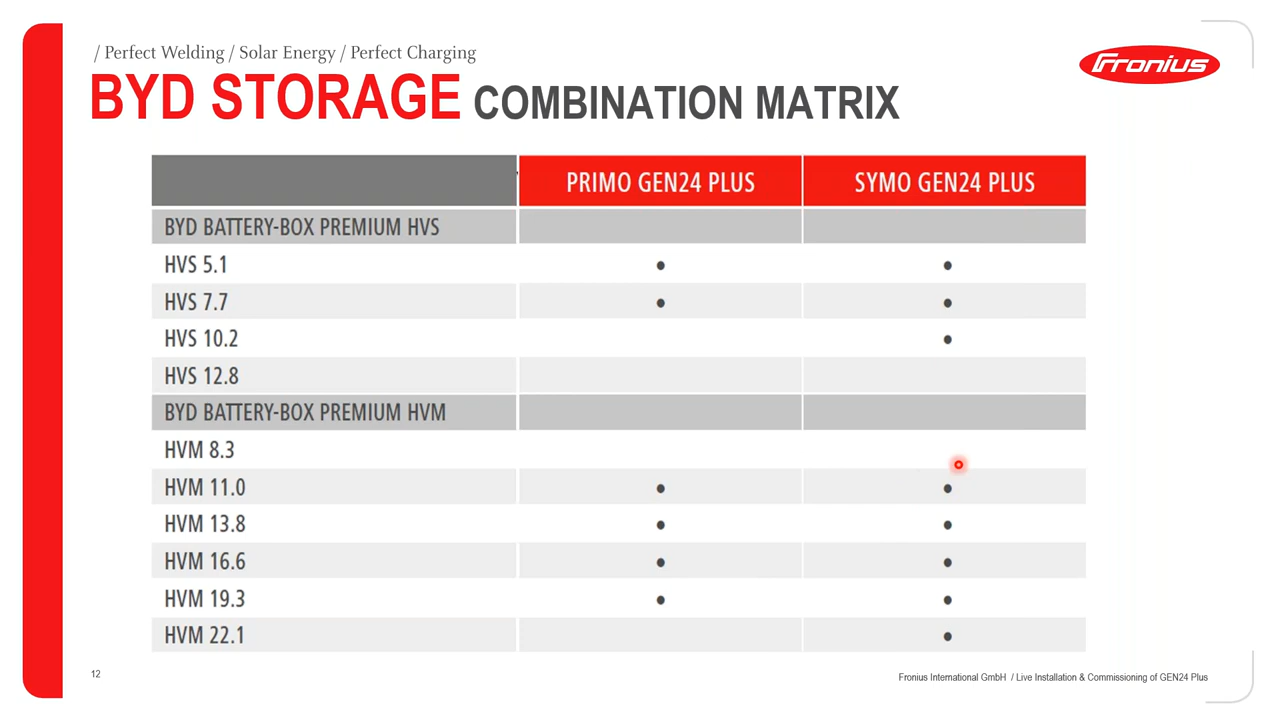 / Perfect Welding / Solar Energy / Perfect Charging
Fronius
BYD STORAGE COMBINATION MATRIX
PRIMO GEN24 PLUS SYMO GEN24 PLUS
BYD BATTERY-BOX PREMIUM HVS
HVS 5.1 • •
HVS 7.7 • •
HVS 10.2 •
HVS 12.8
BYD BATTERY-BOX PREMIUM HVM
HVM 8.3
HVM 11.0 • •
HVM 13.8 • •
HVM 16.6 • •
HVM 19.3 • •
HVM 22.1 •
12
Fronius International GmbH / Live Installation & Commissioning of GEN24 Plus